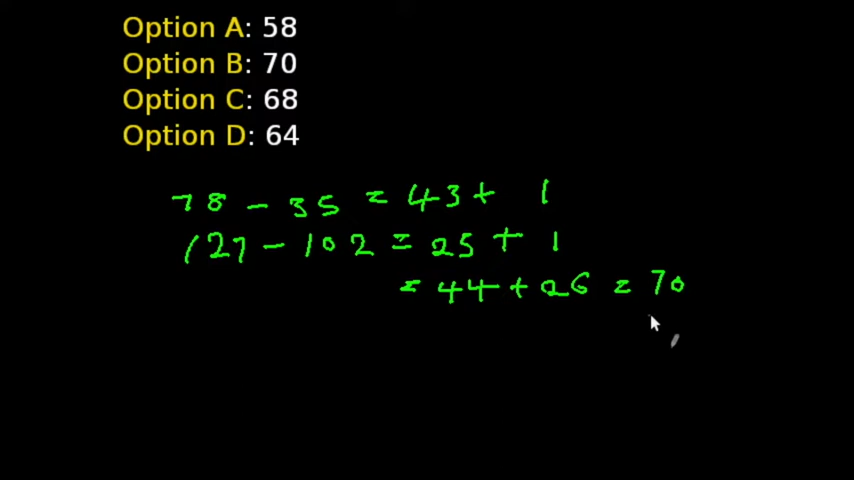 Option A: 58
Option B: 70
Option C: 68
Option D: 64
78 - 35 = 43 + 1
127 - 102 = 25 + 1
= 44 + 26 = 70